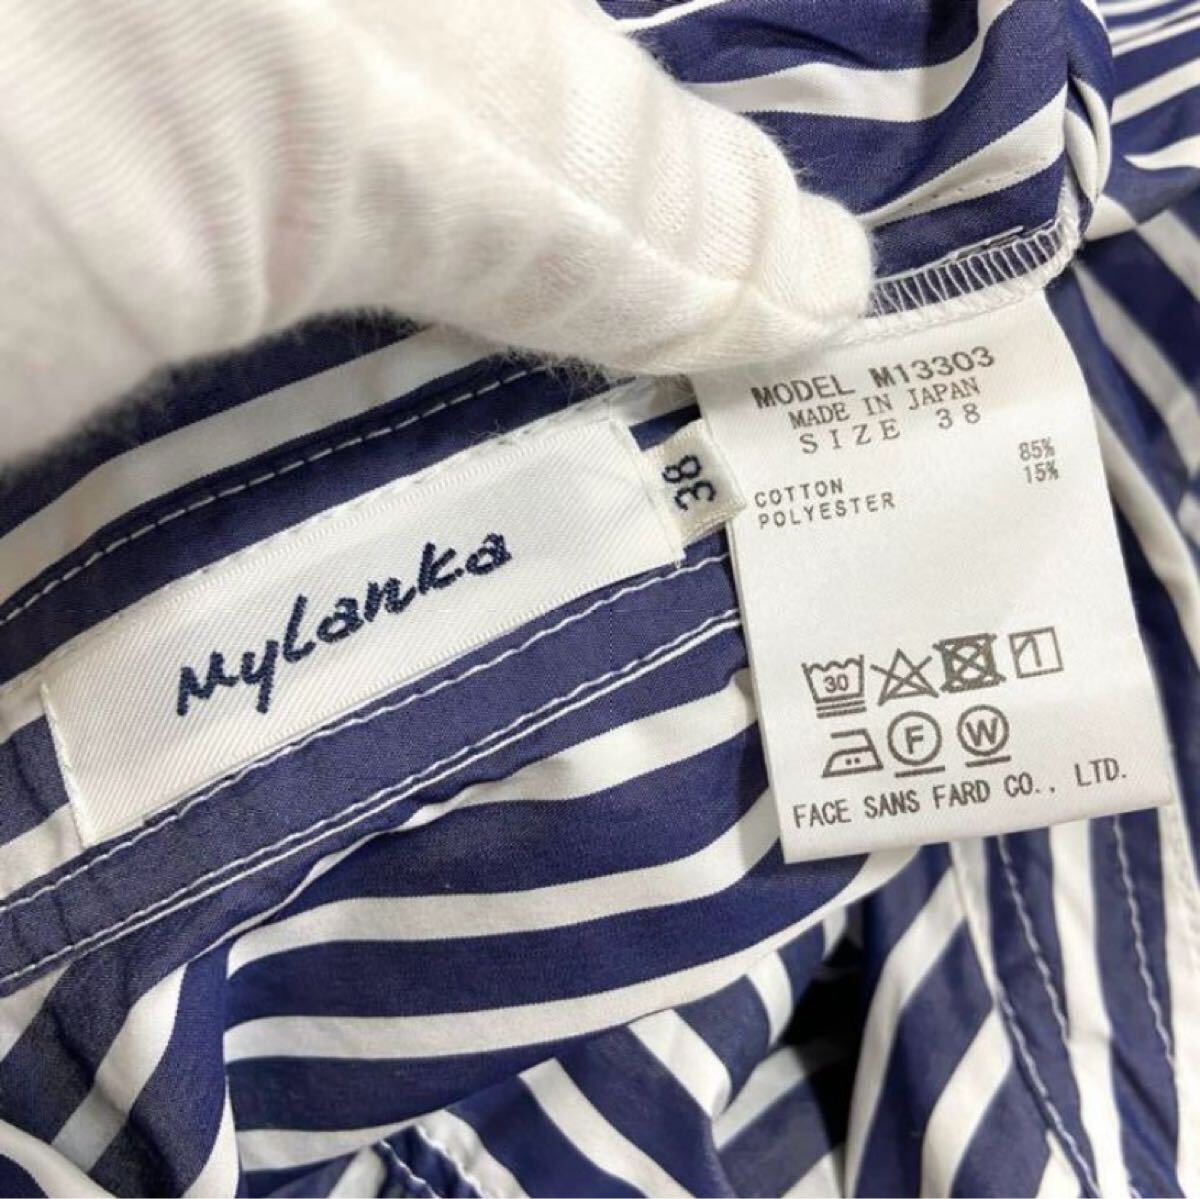 Mylanka
38
MODEL M13303
MADE IN JAPAN
SIZE 38
COTTON 85%
POLYESTER 15%
30
F W
FACE SANS FARD CO., LTD.